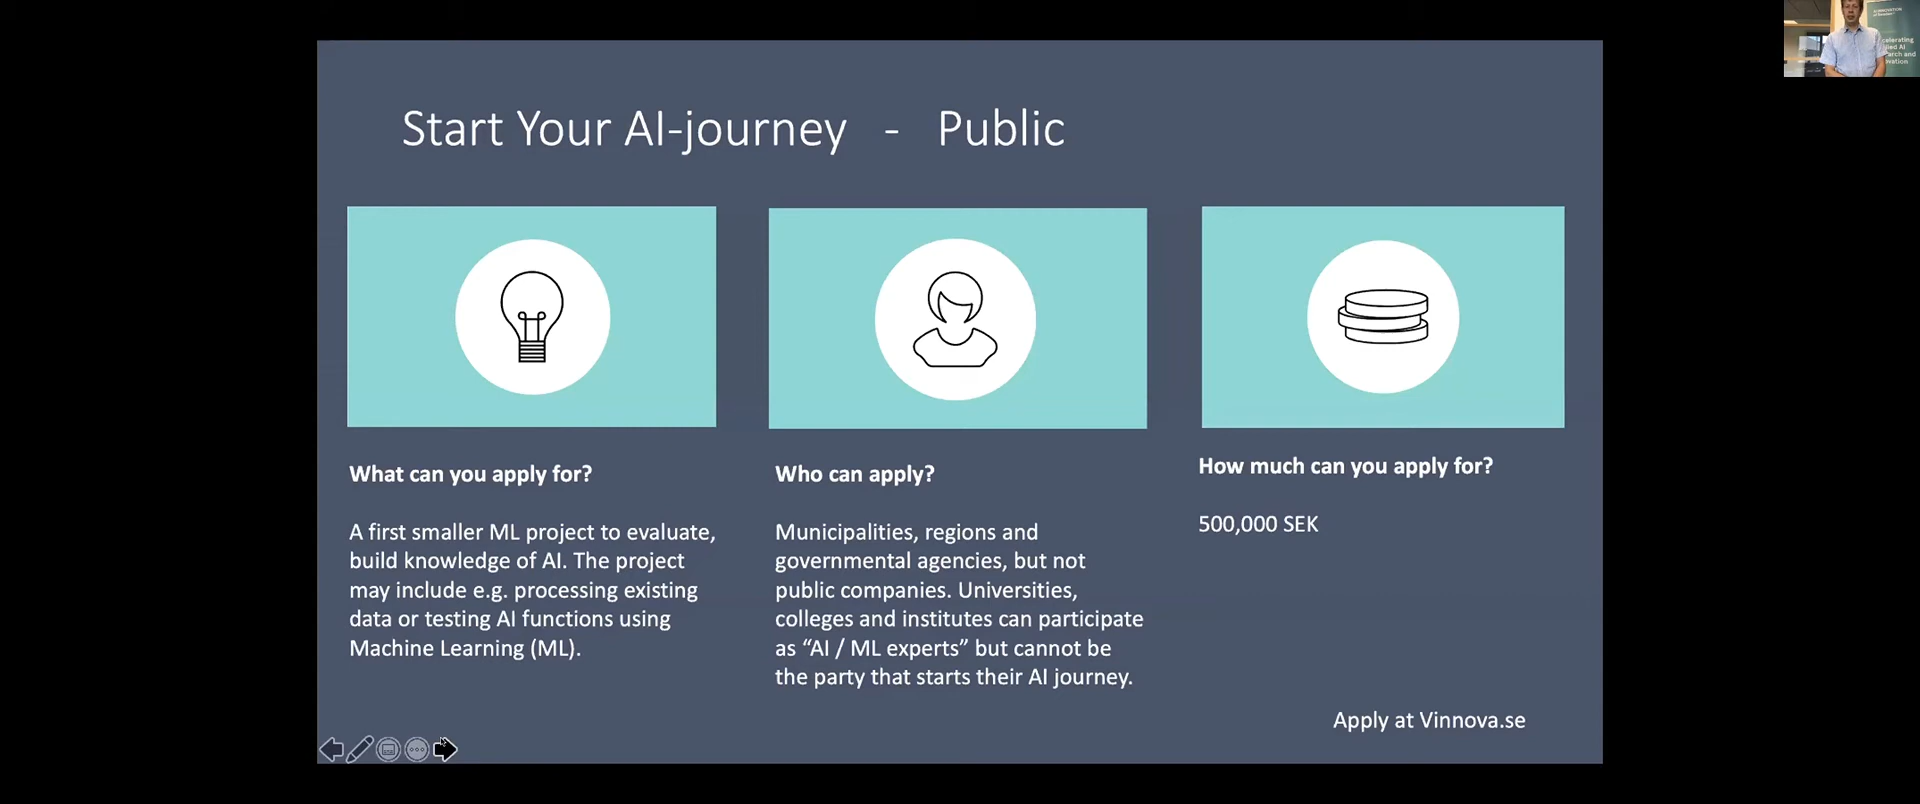 Start Your AI-journey - Public
What can you apply for?
A first smaller ML project to evaluate,
build knowledge of AI. The project
may include e.g. processing existing
data or testing AI functions using
Machine Learning (ML).
Who can apply?
Municipalities, regions and
governmental agencies, but not
public companies. Universities,
colleges and institutes can participate
as “AI / ML experts” but cannot be
the party that starts their AI journey.
How much can you apply for?
500,000 SEK
Apply at Vinnova.se